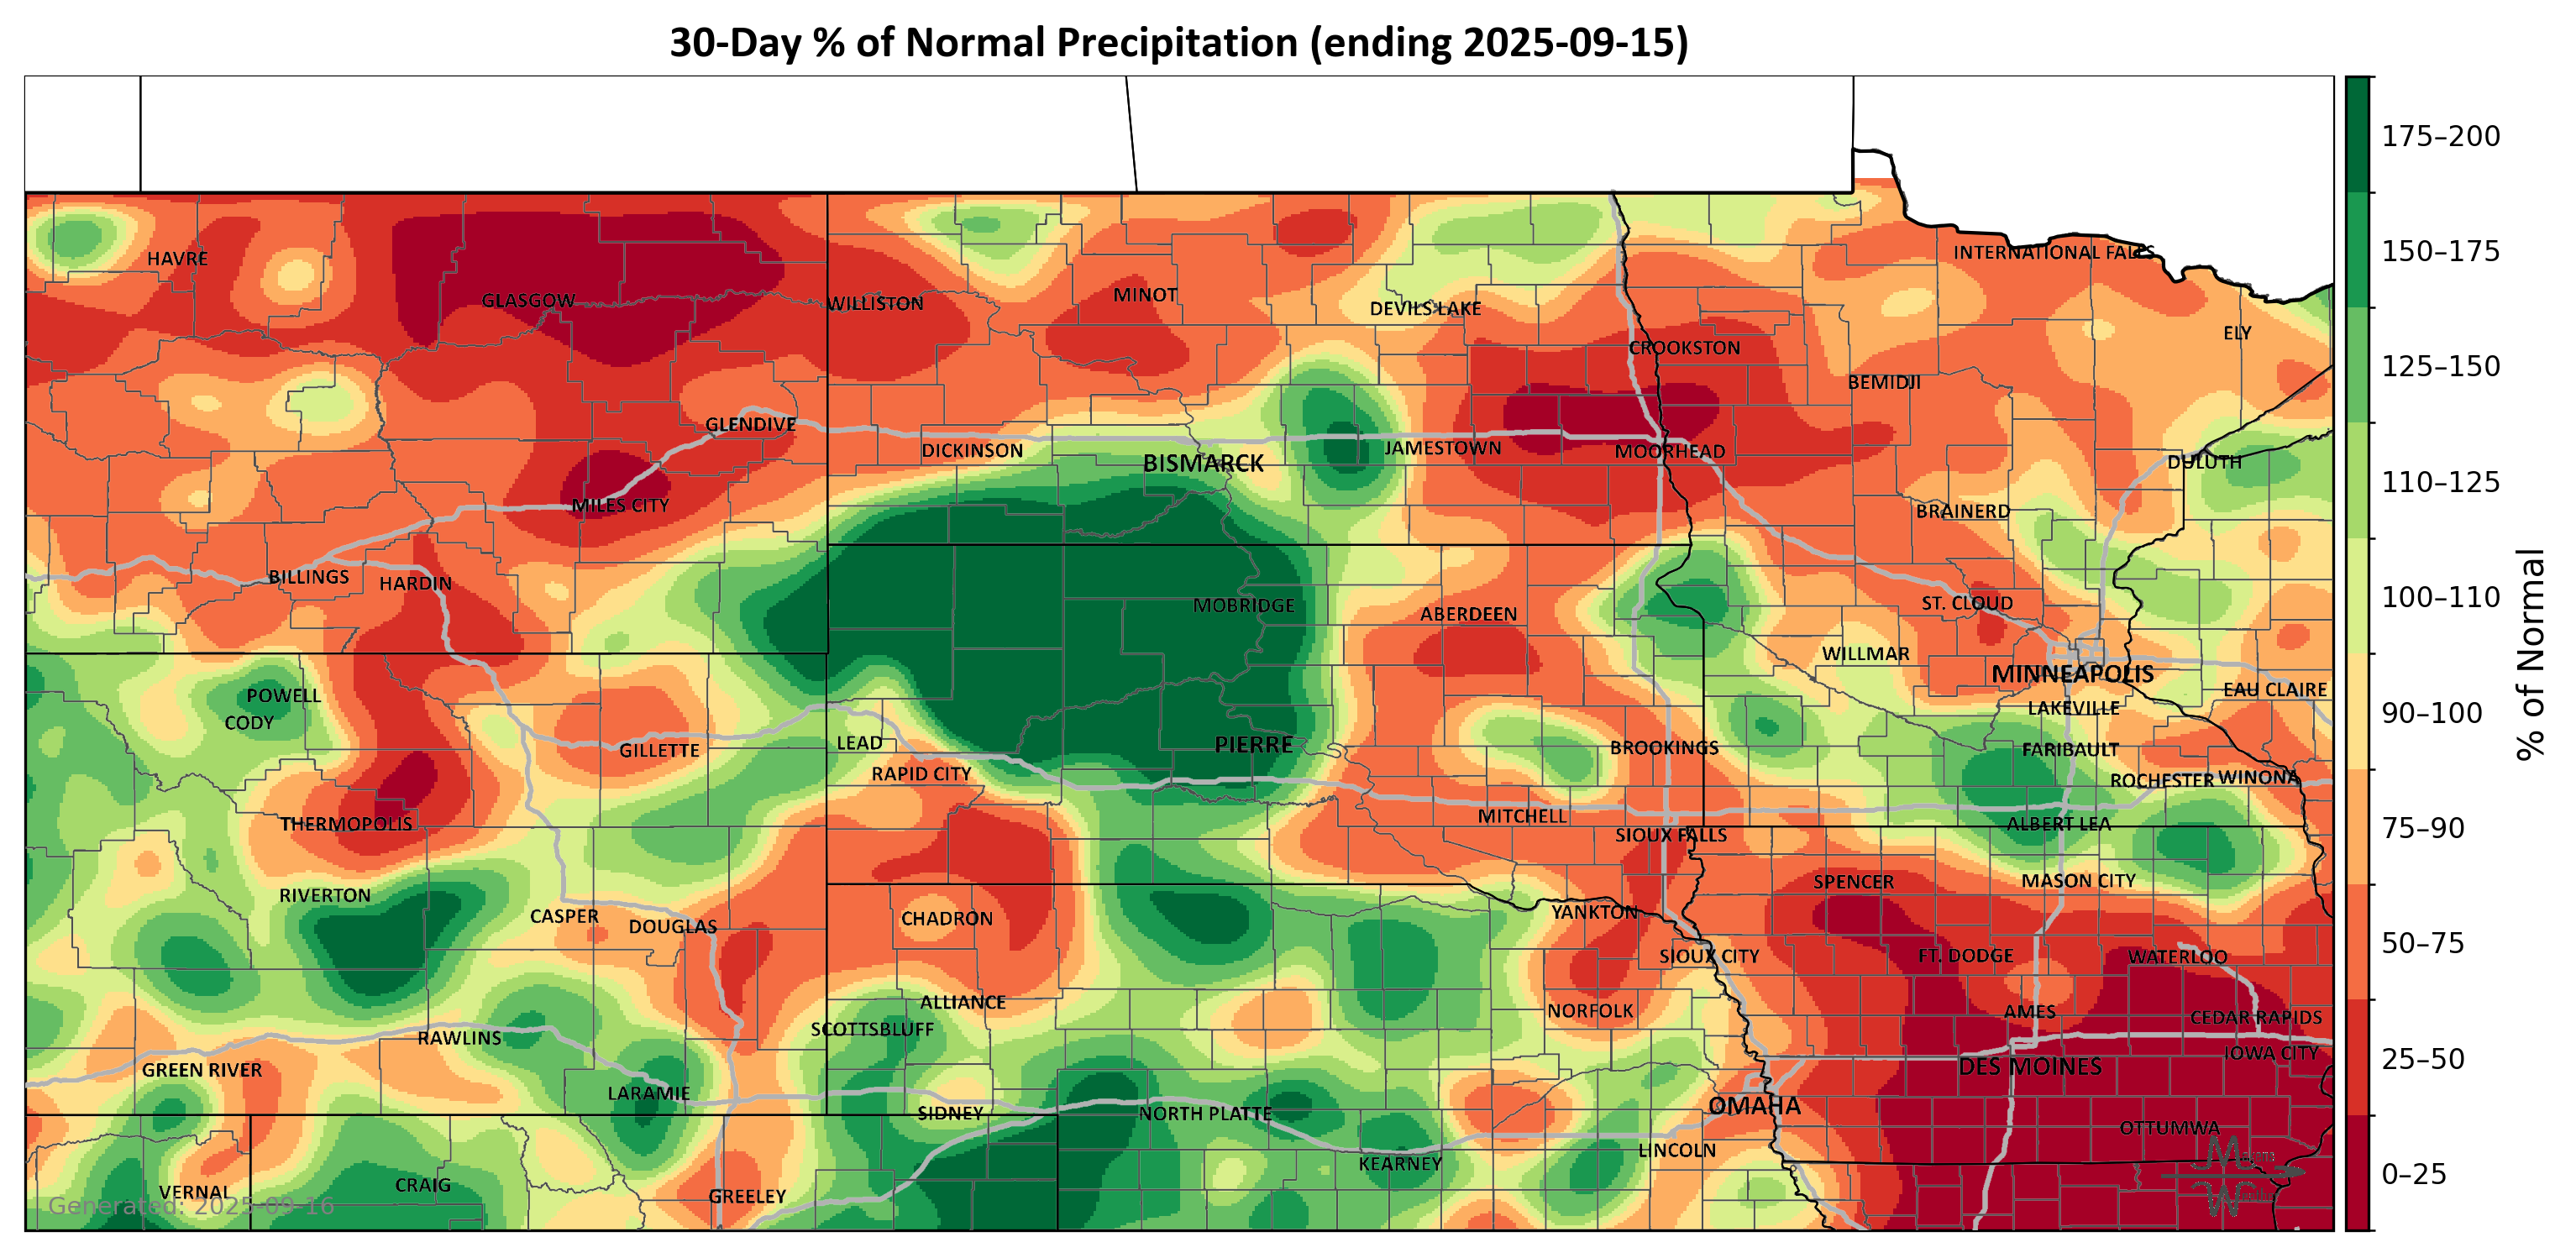 30-Day % of Normal Precipitation (ending 2025-09-15)
175–200
150–175
125–150
110–125
100–110
90–100
75–90
50–75
25–50
0–25
% of Normal
HAVRE
INTERNATIONAL FALLS
GLASGOW
WILLISTON
MINOT
DEVILS LAKE
ELY
CROOKSTON
BEMIDJI
GLENDIVE
DICKINSON
BISMARCK
JAMESTOWN
MOORHEAD
DULUTH
MILES CITY
BRAINERD
BILLINGS
HARDIN
MOBRIDGE
ABERDEEN
ST. CLOUD
WILLMAR
MINNEAPOLIS
POWELL
EAU CLAIRE
CODY
LAKEVILLE
GILLETTE
LEAD
PIERRE
BROOKINGS
FARIBAULT
RAPID CITY
ROCHESTER
WINONA
THERMOPOLIS
MITCHELL
SIOUX FALLS
ALBERT LEA
RIVERTON
SPENCER
MASON CITY
CASPER
DOUGLAS
CHADRON
YANKTON
SIOUX CITY
FT. DODGE
WATERLOO
ALLIANCE
NORFOLK
AMES
SCOTTSBLUFF
CEDAR RAPIDS
RAWLINS
IOWA CITY
GREEN RIVER
DES MOINES
LARAMIE
SIDNEY
NORTH PLATTE
OMAHA
OTTUMWA
KEARNEY
LINCOLN
VERNAL
CRAIG
GREELEY
Generated: 2025-09-16